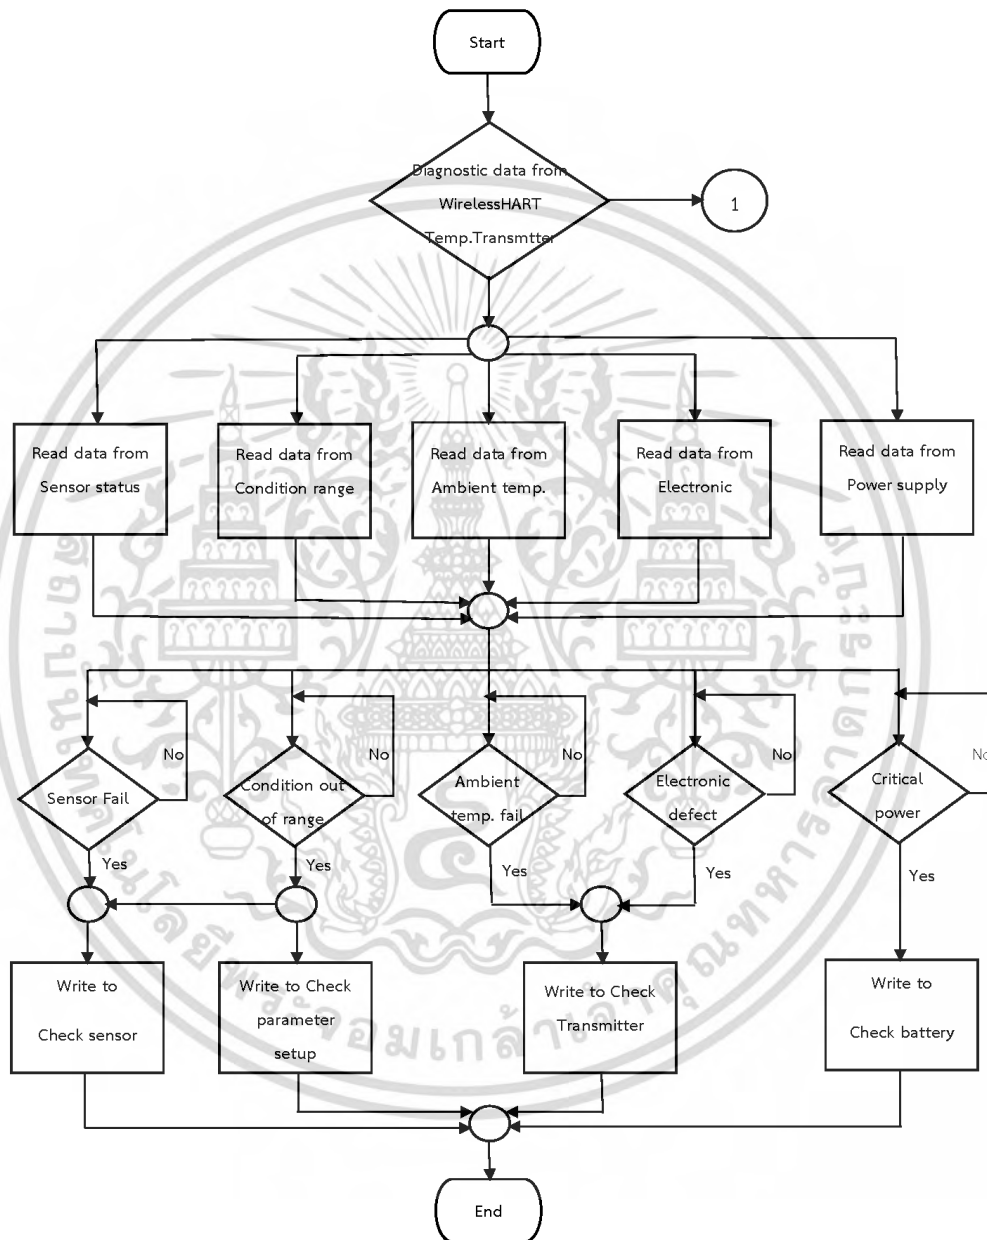 Start
Diagnostic data from
WirelessHART
Temp.Transmtter
1
Read data from
Sensor status
Read data from
Condition range
Read data from
Ambient temp.
Read data from
Electronic
Read data from
Power supply
No
No
No
No
No
Sensor Fail
Condition out
of range
Ambient
temp. fail
Electronic
defect
Critical
power
Yes
Yes
Yes
Yes
Yes
Write to
Check sensor
Write to Check
parameter
setup
Write to Check
Transmitter
Write to
Check battery
End